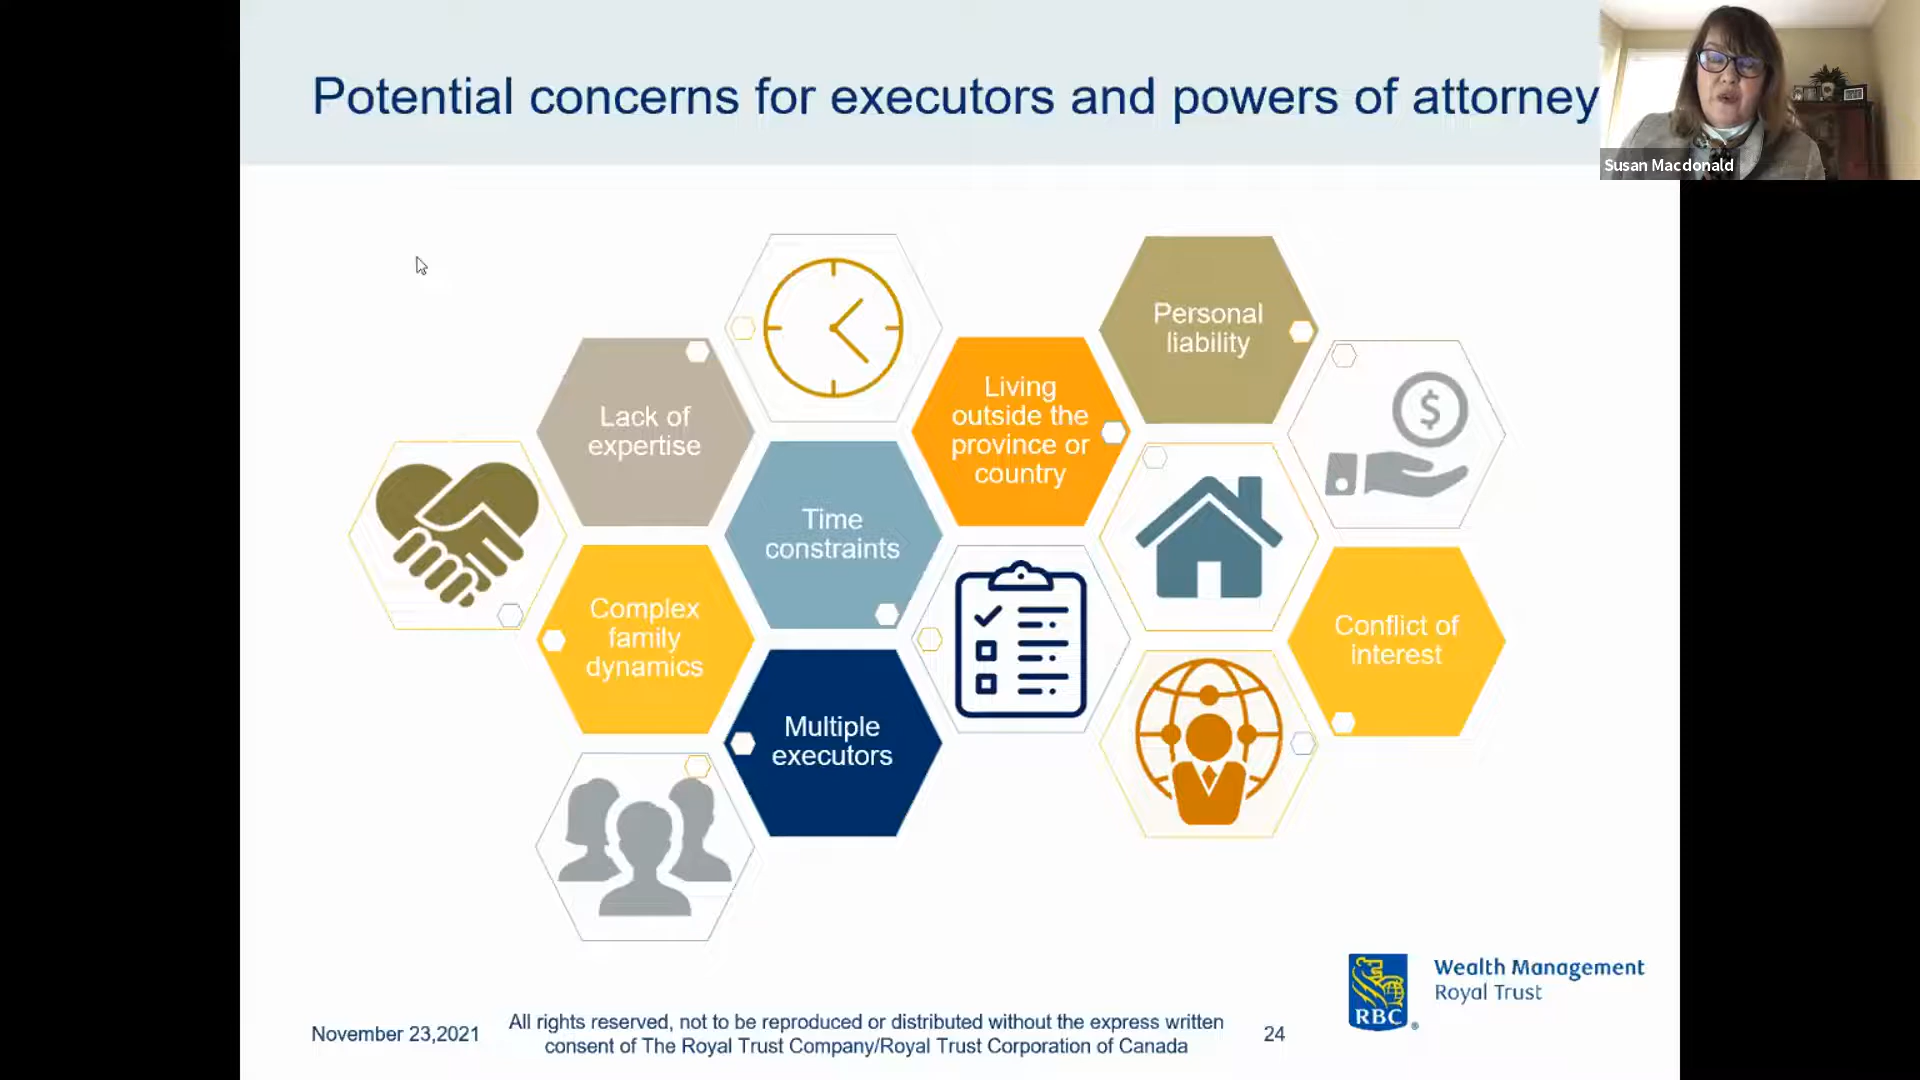 Potential concerns for executors and powers of attorney
Susan Macdonald
Personal
liability
Living
outside the
province or
country
Lack of
expertise
Time
constraints
$
Complex
family
dynamics
Conflict of
interest
Multiple
executors
Wealth Management
Royal Trust
RBC
®
November 23,2021
All rights reserved, not to be reproduced or distributed without the express written
consent of The Royal Trust Company/Royal Trust Corporation of Canada
24